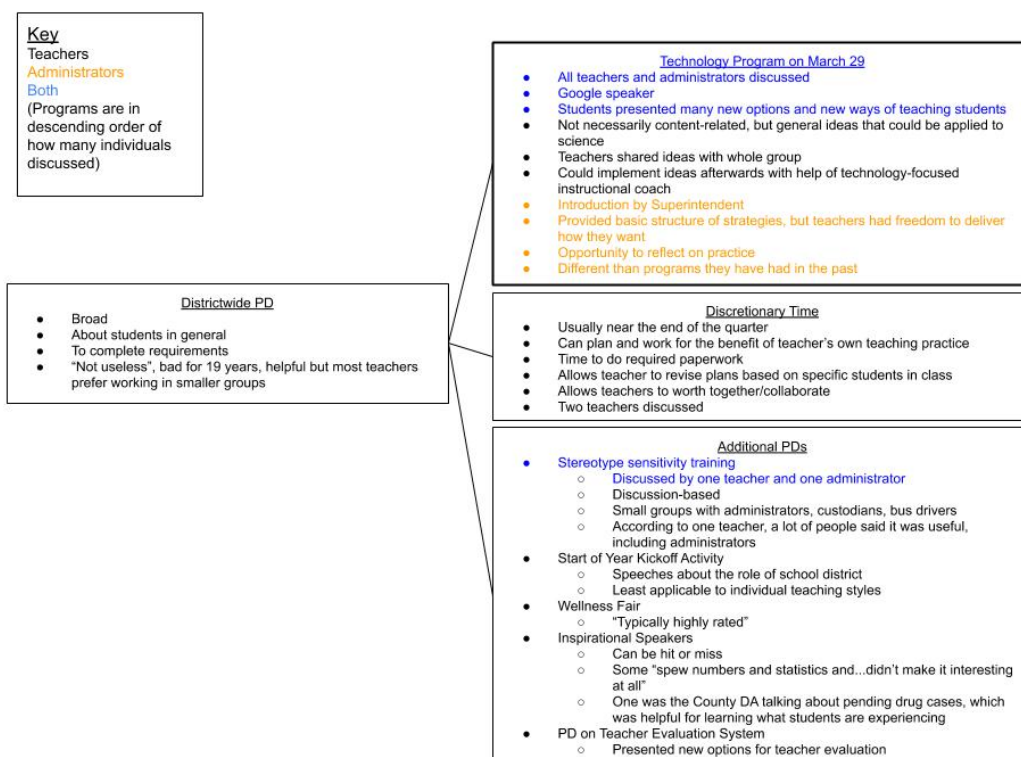 Key
Teachers
Administrators
Both
(Programs are in
descending order of
how many individuals
discussed)
Technology Program on March 29
● All teachers and administrators discussed
● Google speaker
● Students presented many new options and new ways of teaching students
● Not necessarily content-related, but general ideas that could be applied to
science
● Teachers shared ideas with whole group
● Could implement ideas afterwards with help of technology-focused
instructional coach
● Introduction by Superintendent
● Provided basic structure of strategies, but teachers had freedom to deliver
how they want
● Opportunity to reflect on practice
● Different than programs they have had in the past
Districtwide PD
● Broad
● About students in general
● To complete requirements
● “Not useless”, bad for 19 years, helpful but most teachers
prefer working in smaller groups
Discretionary Time
● Usually near the end of the quarter
● Can plan and work for the benefit of teacher’s own teaching practice
● Time to do required paperwork
● Allows teacher to revise plans based on specific students in class
● Allows teachers to worth together/collaborate
● Two teachers discussed
Additional PDs
● Stereotype sensitivity training
○ Discussed by one teacher and one administrator
○ Discussion-based
○ Small groups with administrators, custodians, bus drivers
○ According to one teacher, a lot of people said it was useful,
including administrators
● Start of Year Kickoff Activity
○ Speeches about the role of school district
○ Least applicable to individual teaching styles
● Wellness Fair
○ “Typically highly rated”
● Inspirational Speakers
○ Can be hit or miss
○ Some “spew numbers and statistics and...didn’t make it interesting
at all”
○ One was the County DA talking about pending drug cases, which
was helpful for learning what students are experiencing
● PD on Teacher Evaluation System
○ Presented new options for teacher evaluation